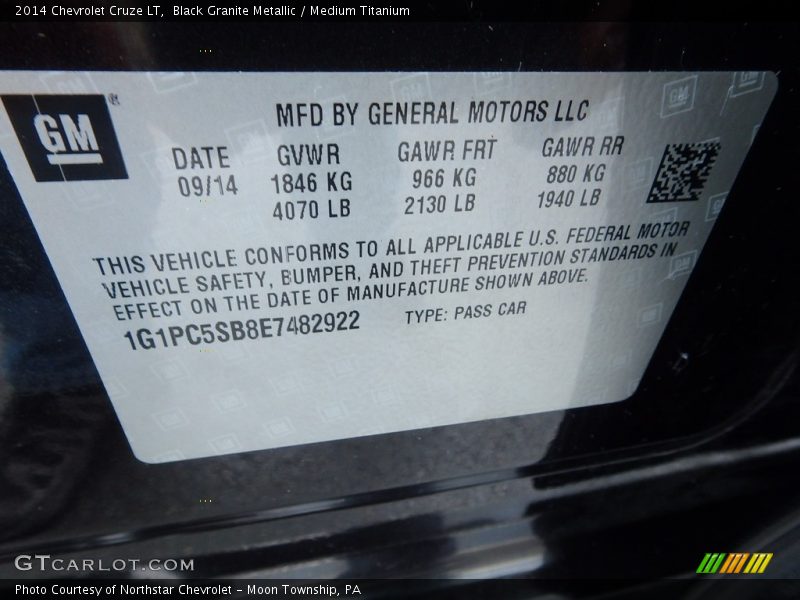 2014 Chevrolet Cruze LT, Black Granite Metallic / Medium Titanium
GM®
MFD BY GENERAL MOTORS LLC
DATE GVWR GAWR FRT GAWR RR
09/14 1846 KG 966 KG 880 KG
4070 LB 2130 LB 1940 LB
THIS VEHICLE CONFORMS TO ALL APPLICABLE U.S. FEDERAL MOTOR
VEHICLE SAFETY, BUMPER, AND THEFT PREVENTION STANDARDS IN
EFFECT ON THE DATE OF MANUFACTURE SHOWN ABOVE.
1G1PC5SB8E7482922 TYPE: PASS CAR
GTCARLOT.COM
Photo Courtesy of Northstar Chevrolet - Moon Township, PA